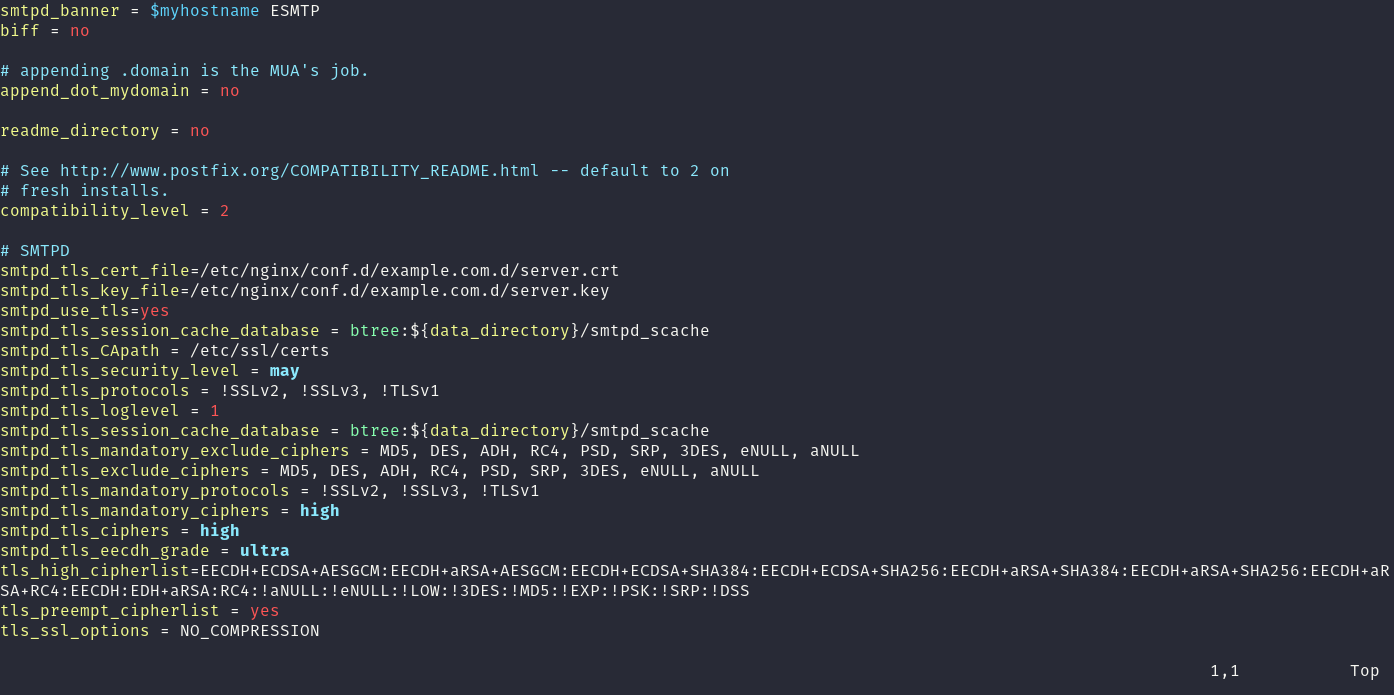 smtpd_banner = $myhostname ESMTP
biff = no
# appending .domain is the MUA's job.
append_dot_mydomain = no
readme_directory = no
# See http://www.postfix.org/COMPATIBILITY_README.html -- default to 2 on
# fresh installs.
compatibility_level = 2
# SMTPD
smtpd_tls_cert_file=/etc/nginx/conf.d/example.com.d/server.crt
smtpd_tls_key_file=/etc/nginx/conf.d/example.com.d/server.key
smtpd_use_tls=yes
smtpd_tls_session_cache_database = btree:${data_directory}/smtpd_scache
smtpd_tls_CApath = /etc/ssl/certs
smtpd_tls_security_level = may
smtpd_tls_protocols = !SSLv2, !SSLv3, !TLSv1
smtpd_tls_loglevel = 1
smtpd_tls_session_cache_database = btree:${data_directory}/smtpd_scache
smtpd_tls_mandatory_exclude_ciphers = MD5, DES, ADH, RC4, PSD, SRP, 3DES, eNULL, aNULL
smtpd_tls_exclude_ciphers = MD5, DES, ADH, RC4, PSD, SRP, 3DES, eNULL, aNULL
smtpd_tls_mandatory_protocols = !SSLv2, !SSLv3, !TLSv1
smtpd_tls_mandatory_ciphers = high
smtpd_tls_ciphers = high
smtpd_tls_eecdh_grade = ultra
tls_high_cipherlist=EECDH+ECDSA+AESGCM:EECDH+aRSA+AESGCM:EECDH+ECDSA+SHA384:EECDH+ECDSA+SHA256:EECDH+aRSA+SHA384:EECDH+aRSA+SHA256:EECDH+aR
SA+RC4:EECDH:EDH+aRSA:RC4:!aNULL:!eNULL:!LOW:!3DES:!MD5:!EXP:!PSK:!SRP:!DSS
tls_preempt_cipherlist = yes
tls_ssl_options = NO_COMPRESSION
1,1 Top